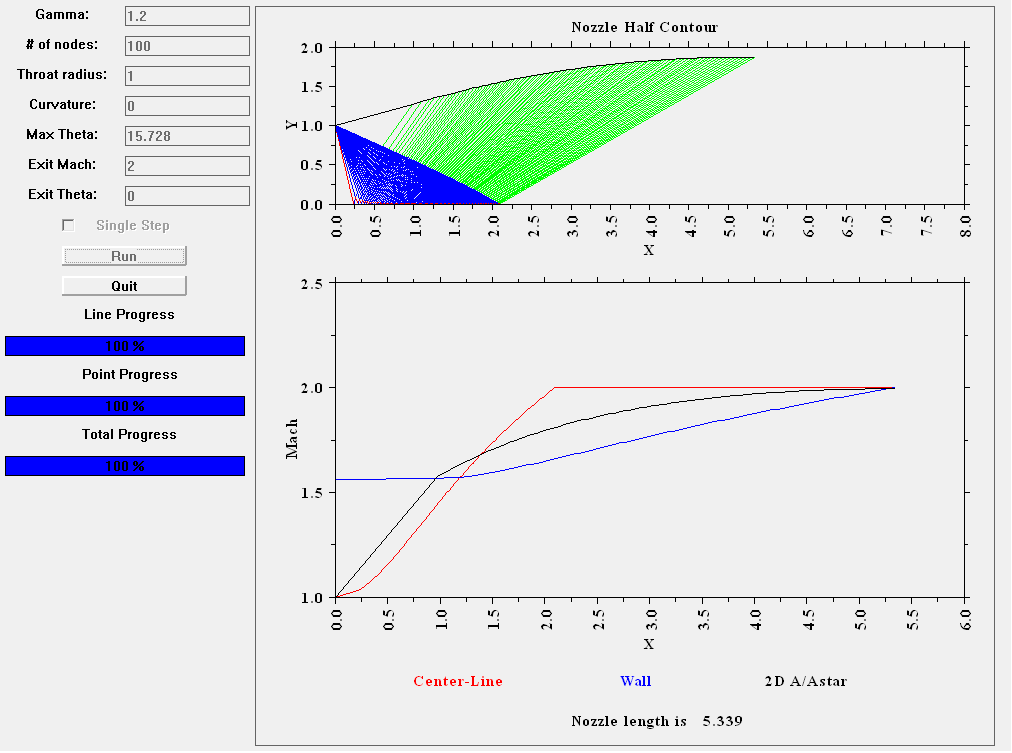 Gamma: 1.2
# of nodes: 100
Throat radius: 1
Curvature: 0
Max Theta: 15.728
Exit Mach: 2
Exit Theta: 0
Single Step
Run
Quit
Line Progress
100 %
Point Progress
100 %
Total Progress
100 %
Nozzle Half Contour
2.0
1.5
1.0
0.5
0.0
Y
0.0 0.5 1.0 1.5 2.0 2.5 3.0 3.5 4.0 4.5 5.0 5.5 6.0 6.5 7.0 7.5 8.0
X
2.5
2.0
1.5
1.0
Mach
0.0 0.5 1.0 1.5 2.0 2.5 3.0 3.5 4.0 4.5 5.0 5.5 6.0
X
Center-Line Wall 2D A/Astar
Nozzle length is 5.339